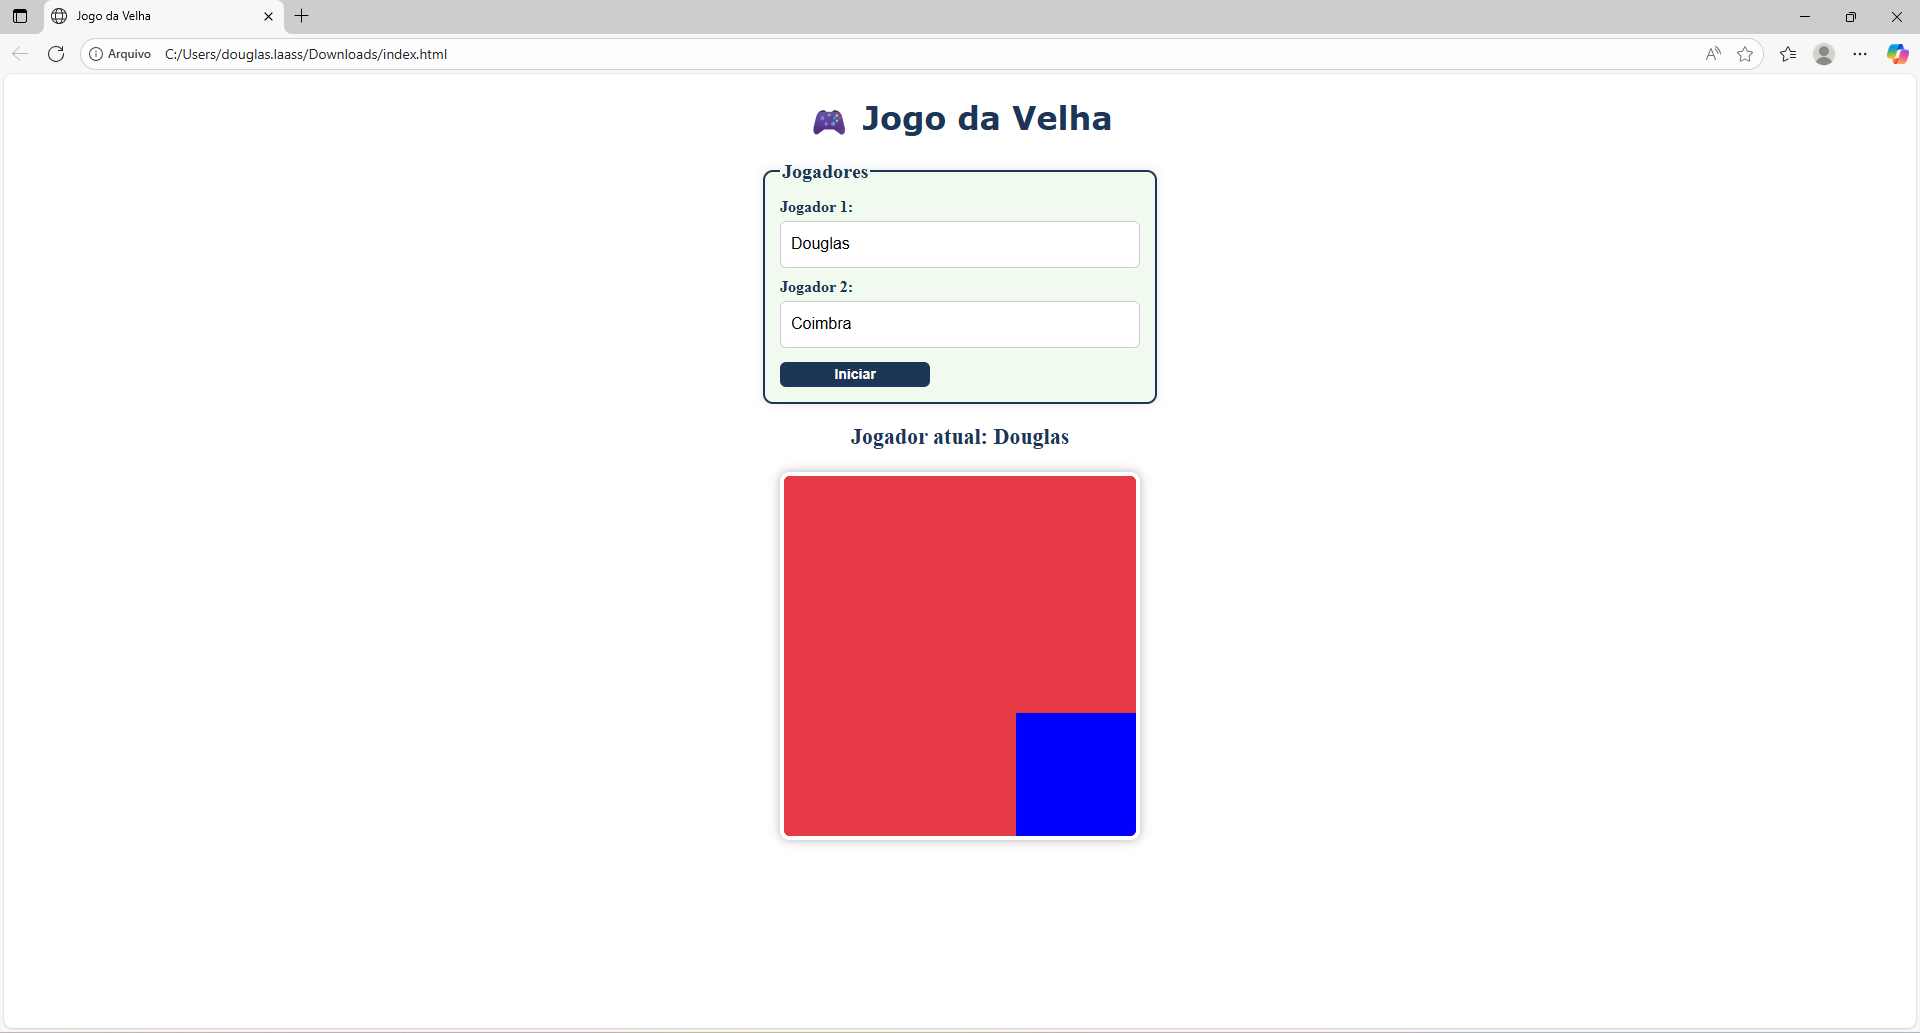 Jogo da Velha
Arquivo C:/Users/douglas.laass/Downloads/index.html
Jogo da Velha
Jogadores
Jogador 1:
Douglas
Jogador 2:
Coimbra
Iniciar
Jogador atual: Douglas